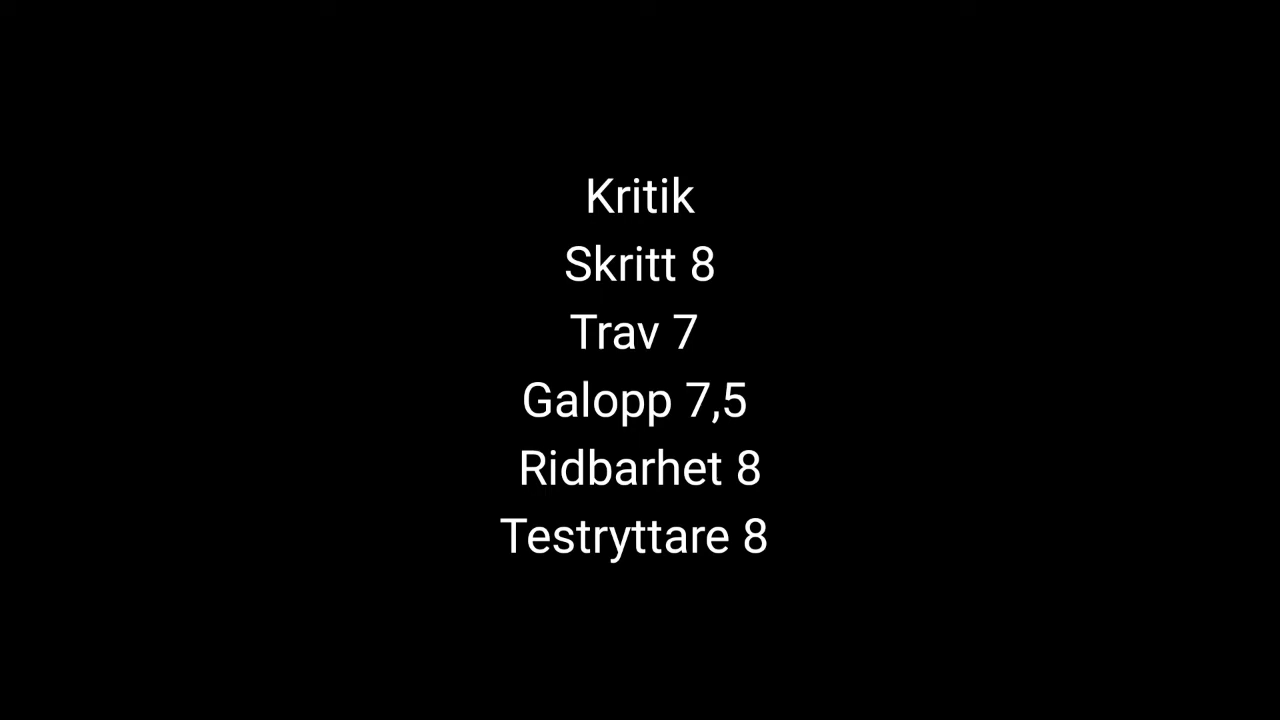 Kritik
Skritt 8
Trav 7
Galopp 7,5
Ridbarhet 8
Testryttare 8